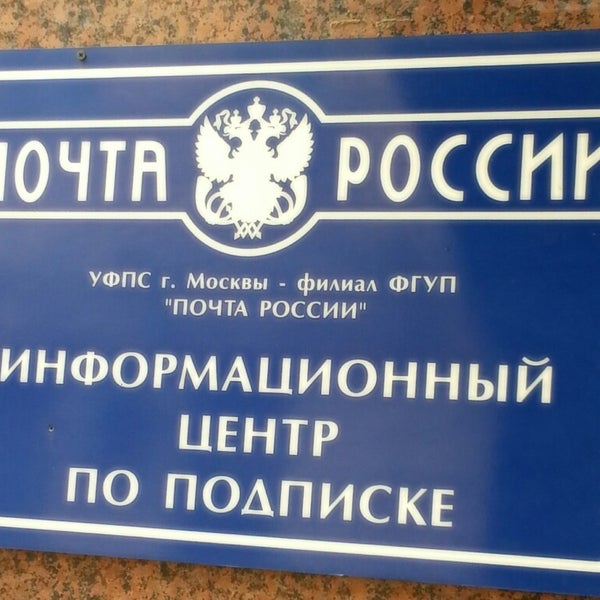 ПОЧТА РОССИИ
УФПС г. Москвы - филиал ФГУП
"ПОЧТА РОССИИ"
ИНФОРМАЦИОННЫЙ
ЦЕНТР
ПО ПОДПИСКЕ